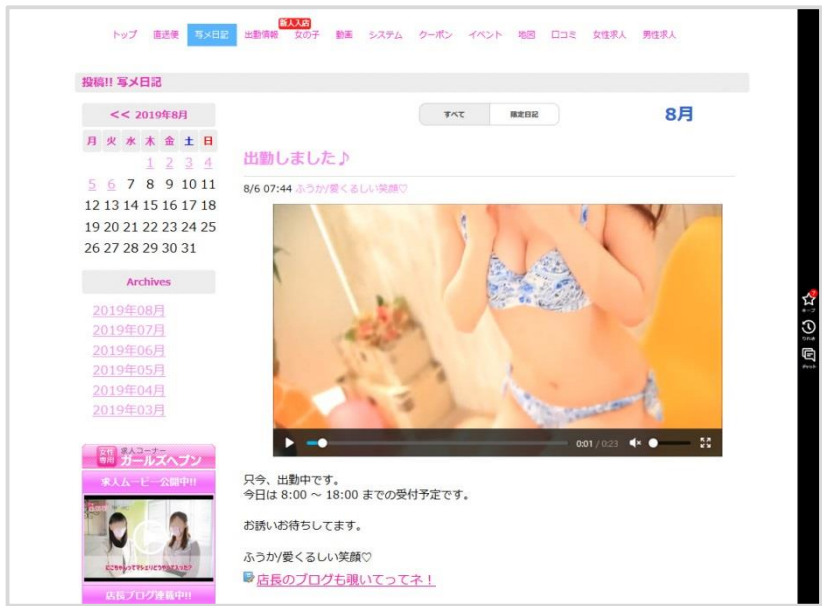 新人入店
トップ 直送便 写メ日記 出勤情報 女の子 動画 システム クーポン イベント 地図 口コミ 女性求人 男性求人
投稿!! 写メ日記
<< 2019年8月
月 火 水 木 金 土 日
1 2 3 4
5 6 7 8 9 10 11
12 13 14 15 16 17 18
19 20 21 22 23 24 25
26 27 28 29 30 31
Archives
2019年08月
2019年07月
2019年06月
2019年05月
2019年04月
2019年03月
女性専用 求人コーナー
ガールズヘブン
求人ムービー公開中!!
店長ブログ連載中!!
すべて 限定日記 8月
出勤しました♪
8/6 07:44 ふうか/愛くるしい笑顔♡
0:01 / 0:23
只今、出勤中です。
今日は 8:00 ～ 18:00 までの受付予定です。
お誘いお待ちしてます。
ふうか/愛くるしい笑顔♡
店長のブログも覗いてってネ！
7
キープ
チャット